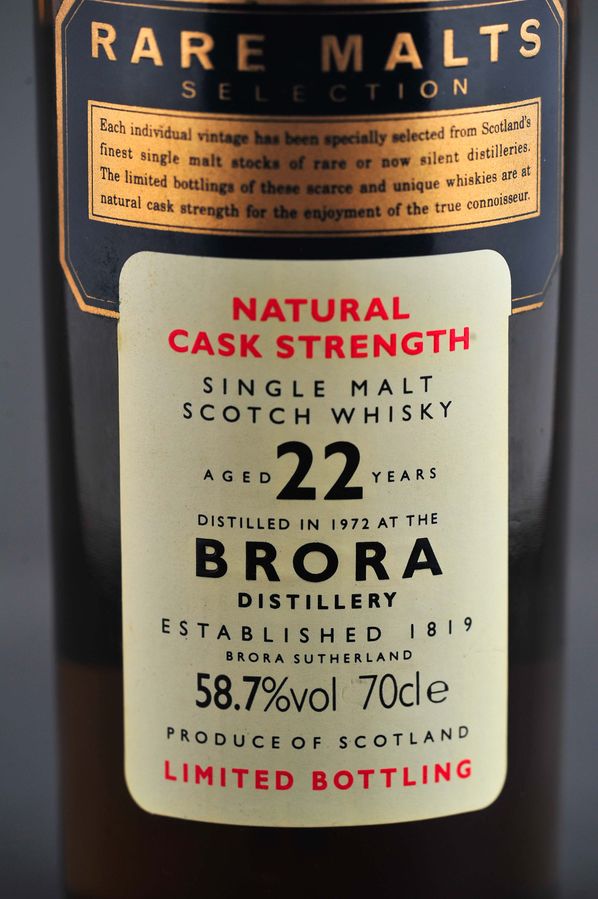 RARE MALTS
SELECTION
Each individual vintage has been specially selected from Scotland's
finest single malt stocks of rare or now silent distilleries.
The limited bottlings of these scarce and unique whiskies are at
natural cask strength for the enjoyment of the true connoisseur.
NATURAL
CASK STRENGTH
SINGLE MALT
SCOTCH WHISKY
AGED 22 YEARS
DISTILLED IN 1972 AT THE
BRORA
DISTILLERY
ESTABLISHED 1819
BRORA SUTHERLAND
58.7%vol 70cl e
PRODUCE OF SCOTLAND
LIMITED BOTTLING